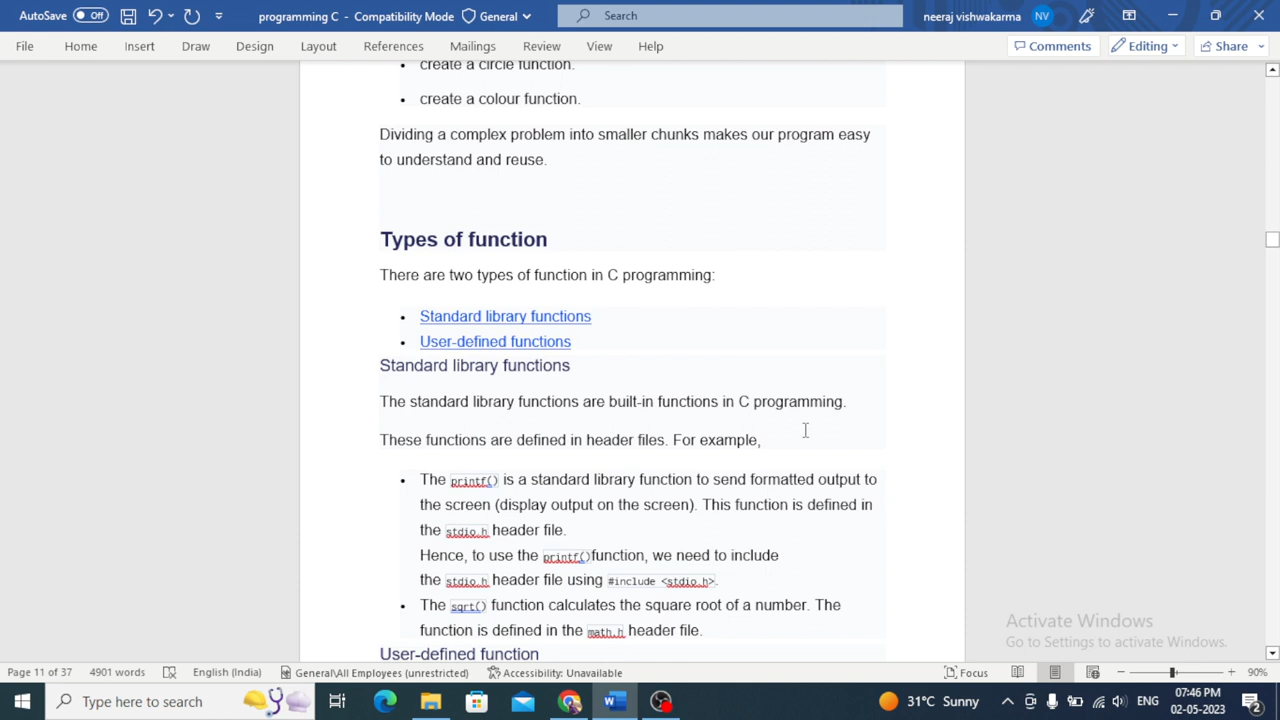 AutoSave Off programming C - Compatibility Mode General Search neeraj vishwakarma NV
File Home Insert Draw Design Layout References Mailings Review View Help Comments Editing Share
create a circle function.
• create a colour function.
Dividing a complex problem into smaller chunks makes our program easy
to understand and reuse.
Types of function
There are two types of function in C programming:
• Standard library functions
• User-defined functions
Standard library functions
The standard library functions are built-in functions in C programming.
These functions are defined in header files. For example,
• The printf() is a standard library function to send formatted output to
the screen (display output on the screen). This function is defined in
the stdio.h header file.
Hence, to use the printf()function, we need to include
the stdio.h header file using #include <stdio.h>.
• The sqrt() function calculates the square root of a number. The
function is defined in the math.h header file.
User-defined function
Activate Windows
Go to Settings to activate Windows.
Page 11 of 37 4901 words English (India) General\All Employees (unrestricted) Accessibility: Unavailable Focus 90%
Type here to search 31°C Sunny ENG 07:46 PM
02-05-2023 2